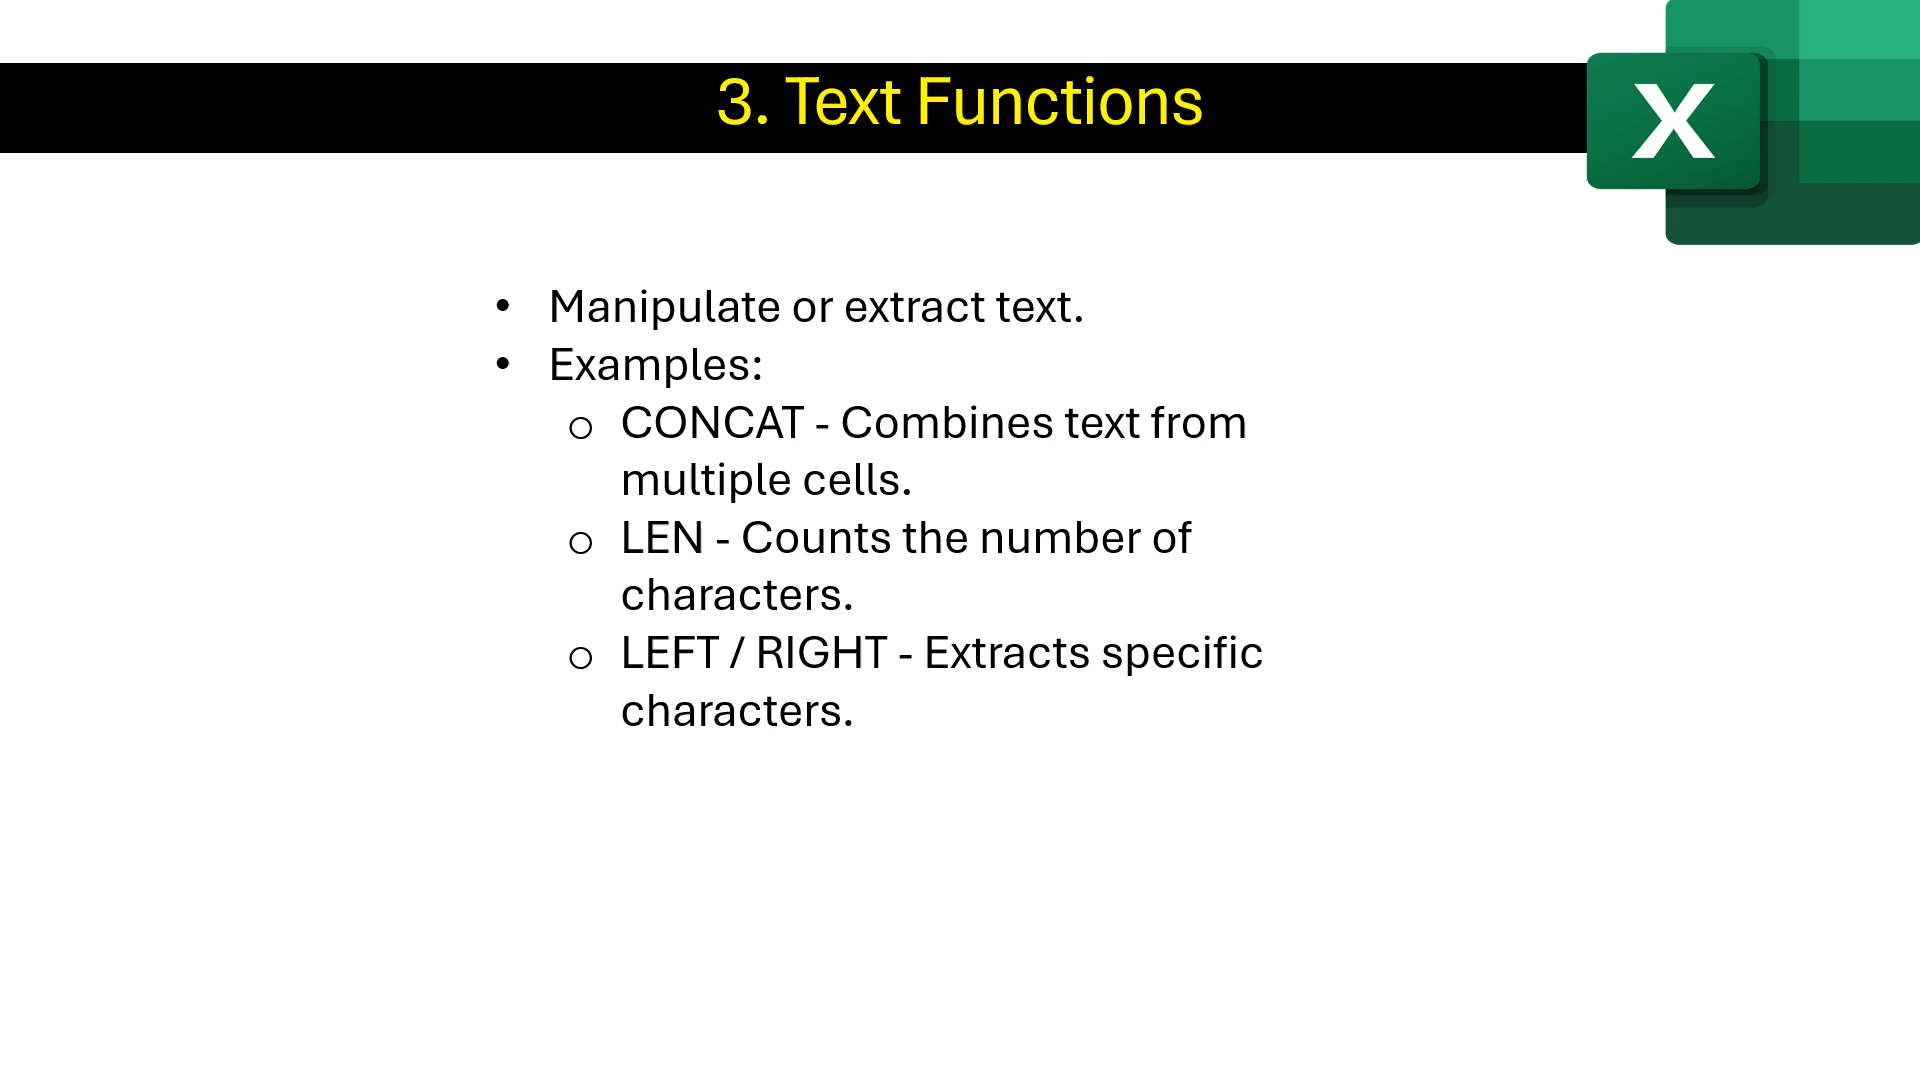 3. Text Functions
X
• Manipulate or extract text.
• Examples:
o CONCAT - Combines text from
multiple cells.
o LEN - Counts the number of
characters.
o LEFT / RIGHT - Extracts specific
characters.